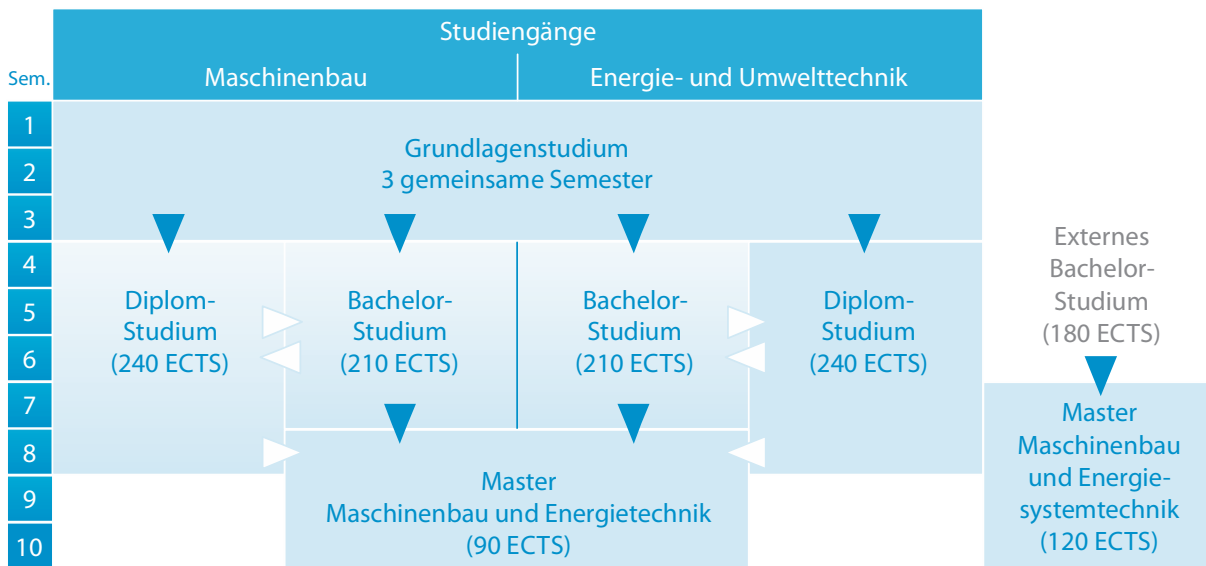 Studiengänge
Sem.
Maschinenbau
Energie- und Umwelttechnik
1
2
3
4
5
6
7
8
9
10
Grundlagenstudium
3 gemeinsame Semester
Diplom-
Studium
(240 ECTS)
Bachelor-
Studium
(210 ECTS)
Bachelor-
Studium
(210 ECTS)
Diplom-
Studium
(240 ECTS)
Master
Maschinenbau und Energietechnik
(90 ECTS)
Externes
Bachelor-
Studium
(180 ECTS)
Master
Maschinenbau
und Energie-
systemtechnik
(120 ECTS)